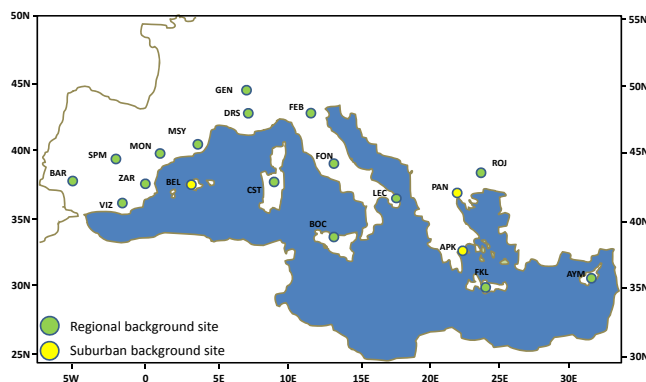 50N
55N
45N
50N
40N
45N
35N
40N
30N
35N
25N
30N
GEN
DRS
FEB
MSY
MON
SPM
BAR
ZAR
BEL
VIZ
CST
FON
BOC
LEC
PAN
ROJ
APK
FKL
AYM
Regional background site
Suburban background site
5W 0 5E 10E 15E 20E 25E 30E